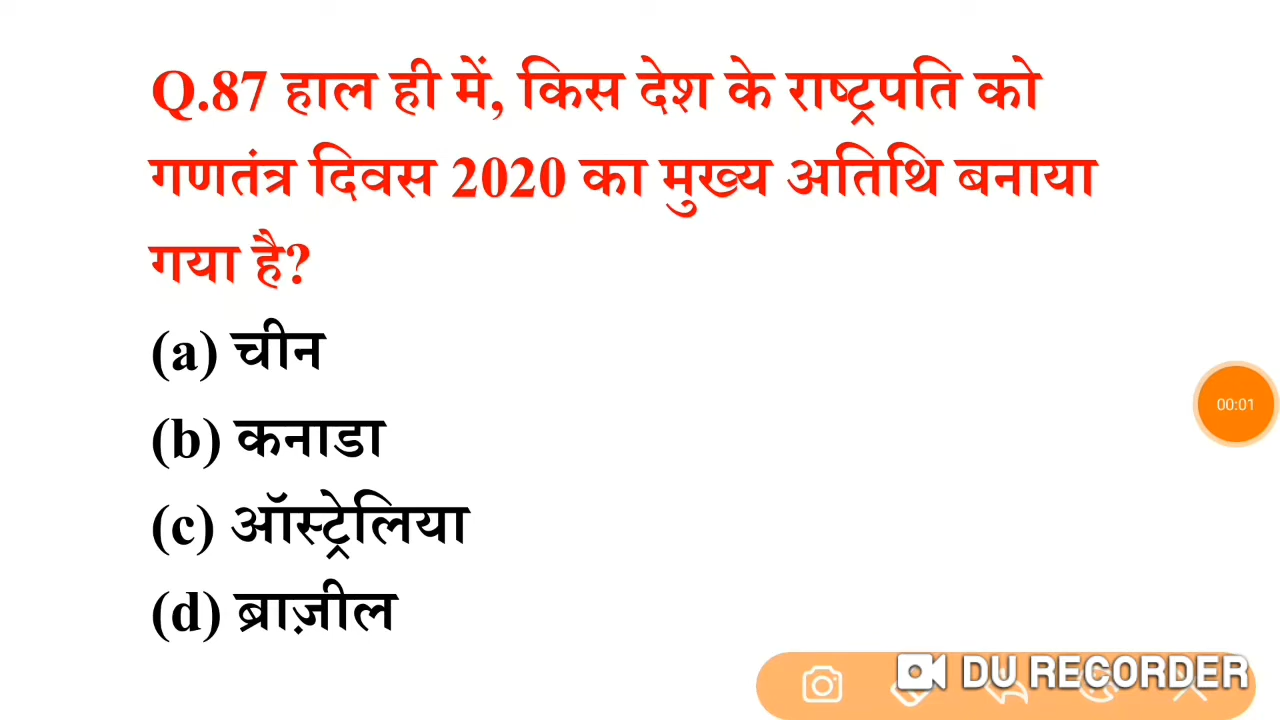 Q.87 हाल ही में, किस देश के राष्ट्रपति को
गणतंत्र दिवस 2020 का मुख्य अतिथि बनाया
गया है?
(a) चीन
(b) कनाडा
(c) ऑस्ट्रेलिया
(d) ब्राज़ील
00:01
DU RECORDER